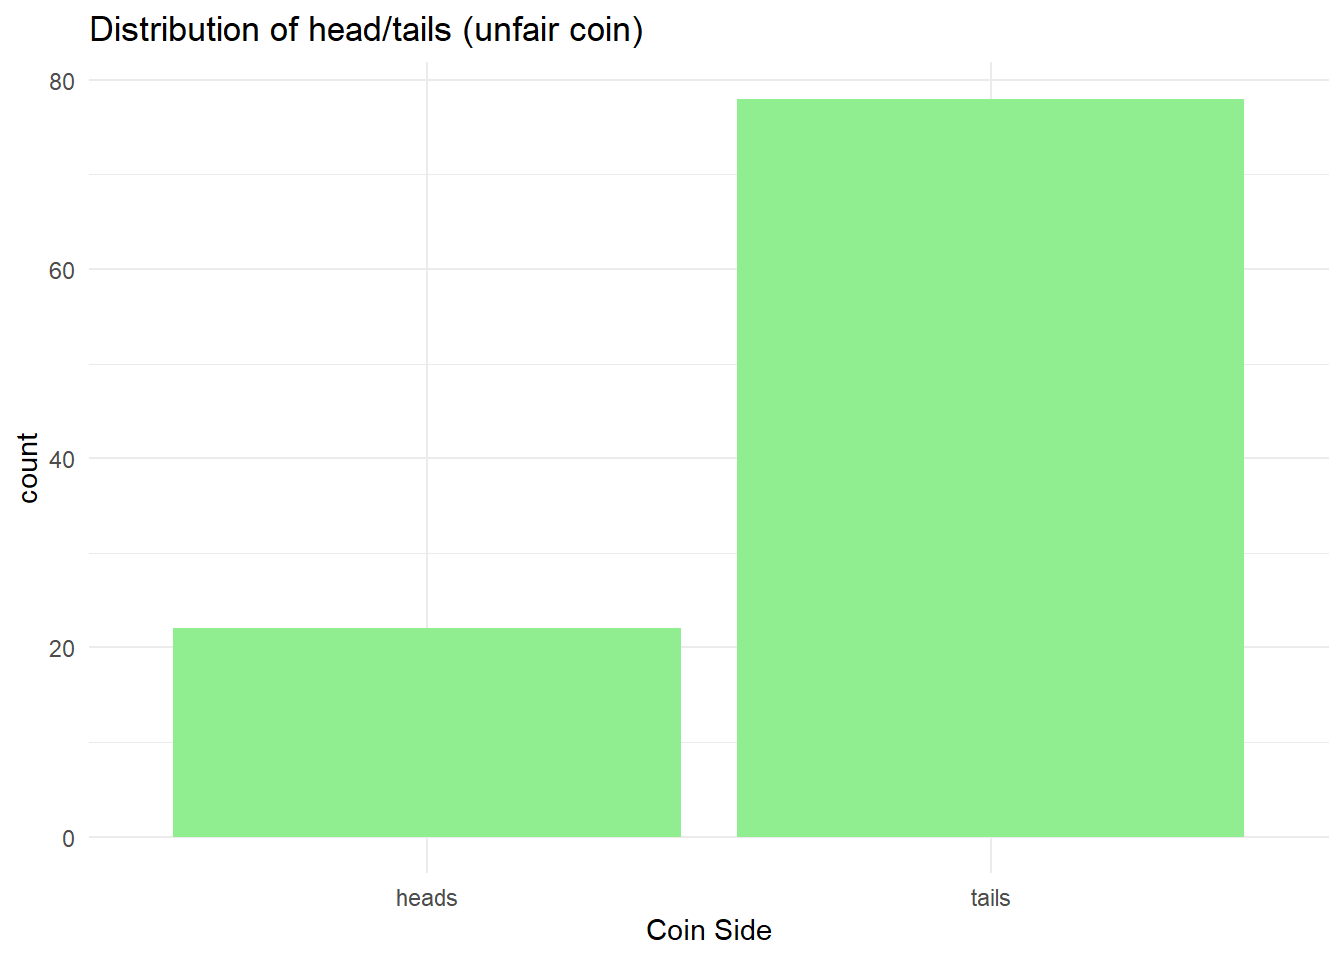 Distribution of head/tails (unfair coin)
80
60
40
20
0
count
heads
tails
Coin Side